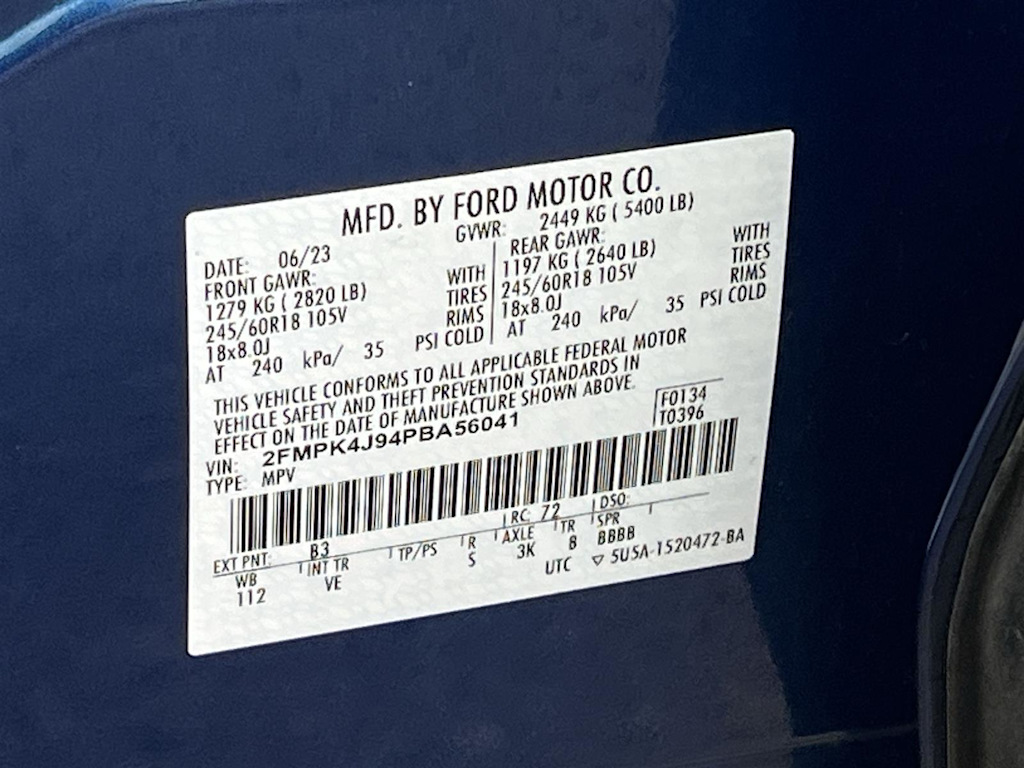 MFD. BY FORD MOTOR CO.
DATE: 06/23 GVWR: 2449 KG ( 5400 LB)
FRONT GAWR: REAR GAWR:
1279 KG ( 2820 LB) WITH 1197 KG ( 2640 LB) WITH
245/60R18 105V TIRES 245/60R18 105V TIRES
18x8.0J RIMS 18x8.0J RIMS
AT 240 kPa/ 35 PSI COLD AT 240 kPa/ 35 PSI COLD
THIS VEHICLE CONFORMS TO ALL APPLICABLE FEDERAL MOTOR
VEHICLE SAFETY AND THEFT PREVENTION STANDARDS IN
EFFECT ON THE DATE OF MANUFACTURE SHOWN ABOVE.
VIN: 2FMPK4J94PBA56041 F0134
TYPE: MPV T0396
EXT PNT: B3 RC: 72 DSO:
WB INT TR TP/PS R AXLE TR SPR
112 VE S 3K B BBBB
UTC ▽ 5U5A-1520472-BA